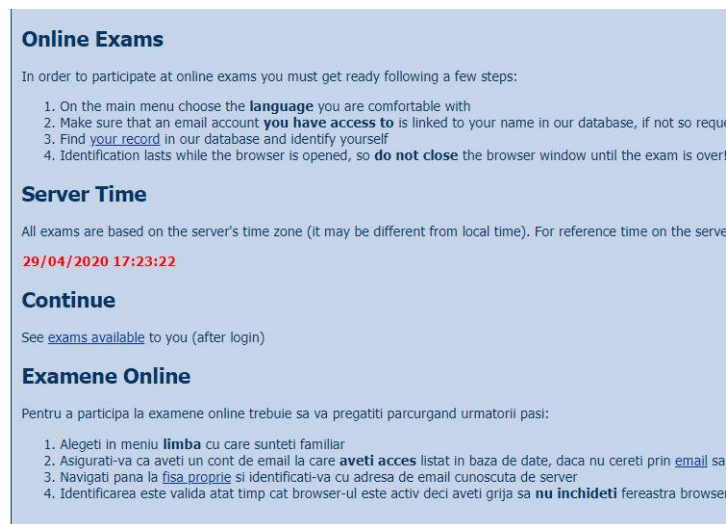 Online Exams
In order to participate at online exams you must get ready following a few steps:
1. On the main menu choose the language you are comfortable with
2. Make sure that an email account you have access to is linked to your name in our database, if not so reque
3. Find your record in our database and identify yourself
4. Identification lasts while the browser is opened, so do not close the browser window until the exam is over!
Server Time
All exams are based on the server's time zone (it may be different from local time). For reference time on the serve
29/04/2020 17:23:22
Continue
See exams available to you (after login)
Examene Online
Pentru a participa la examene online trebuie sa va pregatiti parcurgand urmatorii pasi:
1. Alegeti in meniu limba cu care sunteti familiar
2. Asigurati-va ca aveti un cont de email la care aveti acces listat in baza de date, daca nu cereti prin email sa
3. Navigati pana la fisa proprie si identificati-va cu adresa de email cunoscuta de server
4. Identificarea este valida atat timp cat browser-ul este activ deci aveti grija sa nu inchideti fereastra browser